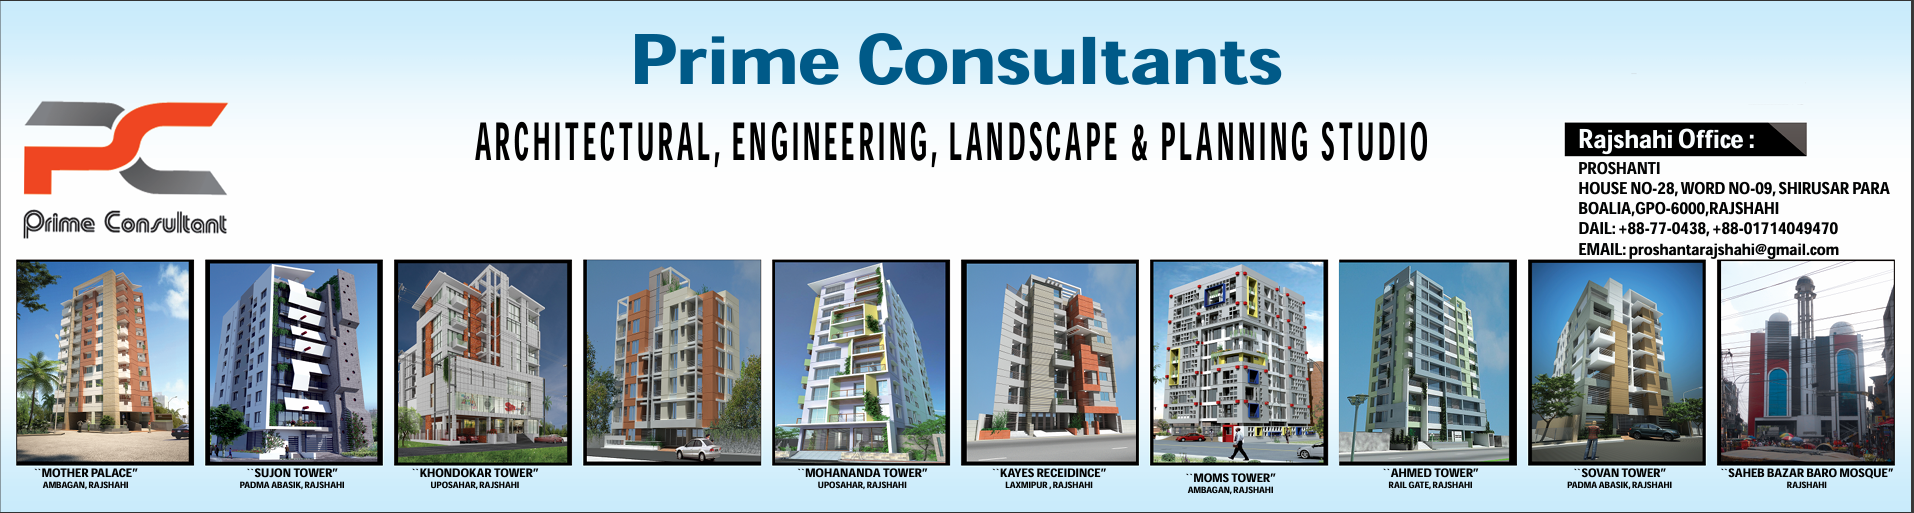 Prime Consultants
ARCHITECTURAL, ENGINEERING, LANDSCAPE & PLANNING STUDIO
PC
Prime Consultant
Rajshahi Office :
PROSHANTI
HOUSE NO-28, WORD NO-09, SHIRUSAR PARA
BOALIA,GPO-6000,RAJSHAHI
DAIL: +88-77-0438, +88-01714049470
EMAIL: proshantarajshahi@gmail.com
``MOTHER PALACE”
AMBAGAN, RAJSHAHI
``SUJON TOWER”
PADMA ABASIK, RAJSHAHI
``KHONDOKAR TOWER”
UPOSAHAR, RAJSHAHI
``MOHANANDA TOWER”
UPOSAHAR, RAJSHAHI
``KAYES RECEIDINCE”
LAXMIPUR , RAJSHAHI
``MOMS TOWER”
AMBAGAN, RAJSHAHI
``AHMED TOWER”
RAIL GATE, RAJSHAHI
``SOVAN TOWER”
PADMA ABASIK, RAJSHAHI
``SAHEB BAZAR BARO MOSQUE”
RAJSHAHI